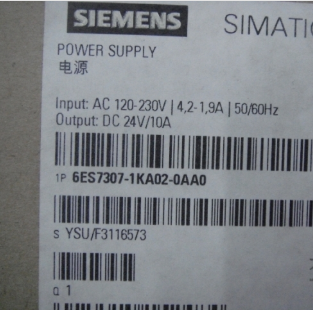 SIEMENS SIMATIC
POWER SUPPLY
电源
Input: AC 120-230V | 4,2-1,9A | 50/60Hz
Output: DC 24V/10A
1P 6ES7307-1KA02-0AA0
S YSU/F3116573
Q 1